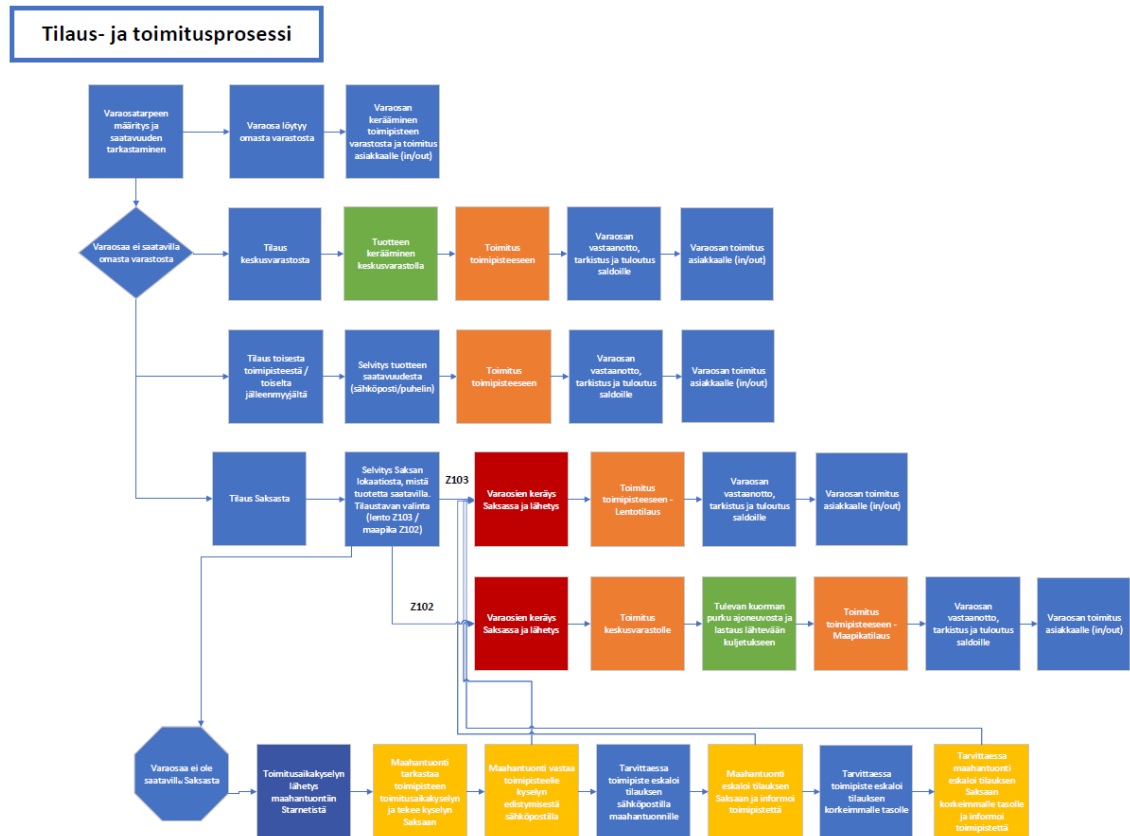 Tilaus- ja toimitusprosessi
Varaosatarpeen
määritys ja
saatavuuden
tarkastaminen
Varaosa löytyy
omasta varastosta
Varaosan
kerääminen
toimipisteen
varastosta ja toimitus
asiakkaalle (in/out)
Varaosaa ei saatavilla
omasta varastosta
Tilaus
keskusvarastosta
Tuotteen
kerääminen
keskusvarastolla
Toimitus
toimipisteeseen
Varaosan
vastaanotto,
tarkistus ja tuloutus
saldoille
Varaosan toimitus
asiakkaalle (in/out)
Tilaus toisesta
toimipisteestä /
toiselta
jälleenmyyjältä
Selvitys tuotteen
saatavuudesta
(sähköposti/puhelin)
Toimitus
toimipisteeseen
Varaosan
vastaanotto,
tarkistus ja tuloutus
saldoille
Varaosan toimitus
asiakkaalle (in/out)
Tilaus Saksasta
Selvitys Saksan
lokaatiosta, mistä
tuotetta saatavilla.
Tilaustavan valinta
(lento Z103 /
maapika Z102)
Z103
Varaosien keräys
Saksassa ja lähetys
Toimitus
toimipisteeseen -
Lentotilaus
Varaosan
vastaanotto,
tarkistus ja tuloutus
saldoille
Varaosan toimitus
asiakkaalle (in/out)
Z102
Varaosien keräys
Saksassa ja lähetys
Toimitus
keskusvarastolle
Tulevan kuorman
purku ajoneuvosta ja
lastaus lähtevään
kuljetukseen
Toimitus
toimipisteeseen
- Maapikatilaus
Varaosan
vastaanotto,
tarkistus ja tuloutus
saldoille
Varaosan toimitus
asiakkaalle (in/out)
Varaosaa ei ole
saatavilla Saksasta
Toimitusaikakyselyn
lähetys
maahantuontiin
Starnetistä
Maahantuonti
tarkastaa
toimipisteen
toimitusaikakyselyn
ja tekee kyselyn
Saksaan
Maahantuonti vastaa
toimipisteelle
kyselyn
edistymisestä
sähköpostilla
Tarvittaessa
toimipiste eskaloi
tilauksen
sähköpostilla
maahantuonnille
Maahantuonti
eskaloi tilauksen
Saksaan ja informoi
toimipistettä
Tarvittaessa
toimipiste eskaloi
tilauksen
korkeimmalle tasolle
Tarvittaessa
maahantuonti
eskaloi tilauksen
Saksaan
korkeimmalle tasolle
ja informoi
toimipistettä